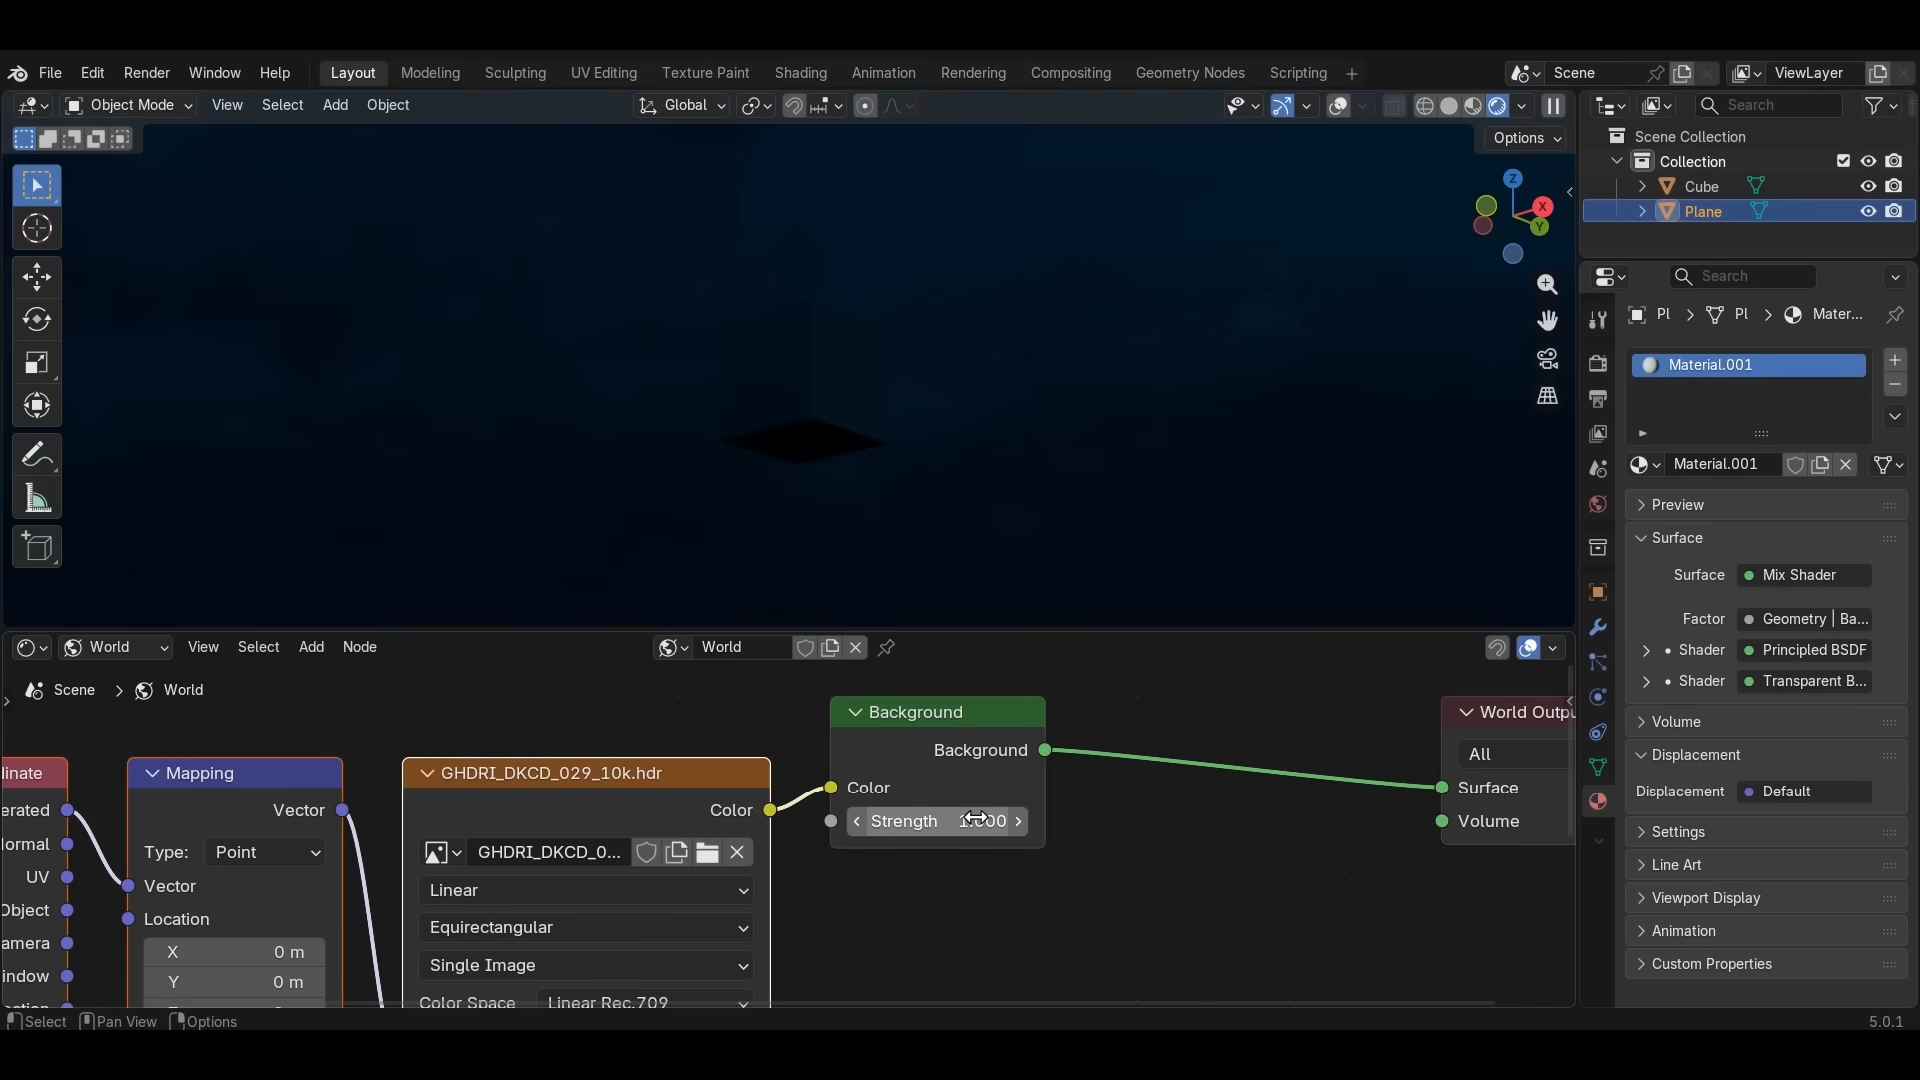 File Edit Render Window Help Layout Modeling Sculpting UV Editing Texture Paint Shading Animation Rendering Compositing Geometry Nodes Scripting + Scene ViewLayer
Object Mode View Select Add Object Global Search
Options
Scene Collection
Collection
Cube
Plane
Z
X
Y
Search
Pl Pl Mater...
Material.001
Material.001
Preview
Surface
Surface Mix Shader
Factor Geometry | Ba...
Shader Principled BSDF
Shader Transparent B...
Volume
Displacement
Displacement Default
Settings
Line Art
Viewport Display
Animation
Custom Properties
World View Select Add Node World
Scene World
Background
Background
Color
Strength 1.000
World Outpu
All
Surface
Volume
inate
erated
ormal
UV
Object
amera
indow
Mapping
Vector
Type: Point
Vector
Location
X 0 m
Y 0 m
GHDRI_DKCD_029_10k.hdr
Color
GHDRI_DKCD_0...
Linear
Equirectangular
Single Image
Color Space Linear Rec.709
Select Pan View Options 5.0.1